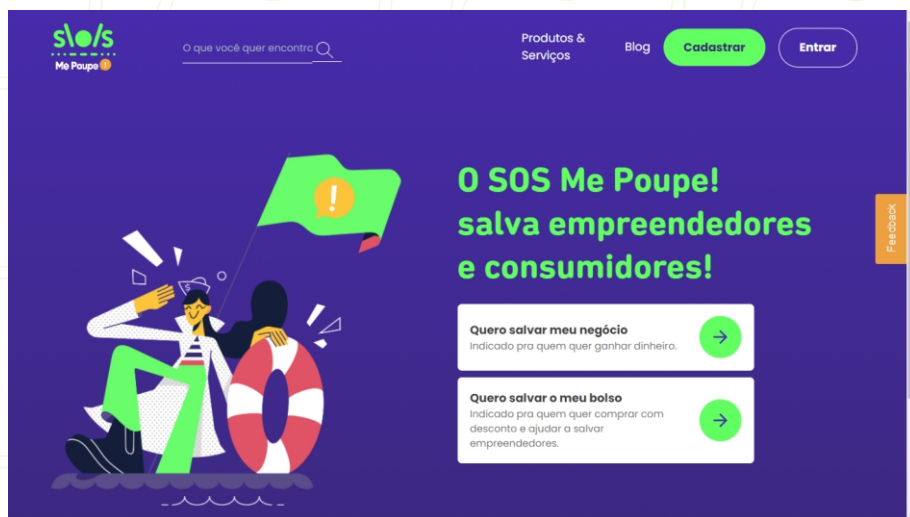 s\o/s
Me Poupe!
O que você quer encontra
Produtos &
Serviços
Blog
Cadastrar
Entrar
!
$
O SOS Me Poupe!
salva empreendedores
e consumidores!
Feedback
Quero salvar meu negócio
Indicado pra quem quer ganhar dinheiro.
Quero salvar o meu bolso
Indicado pra quem quer comprar com
desconto e ajudar a salvar
empreendedores.